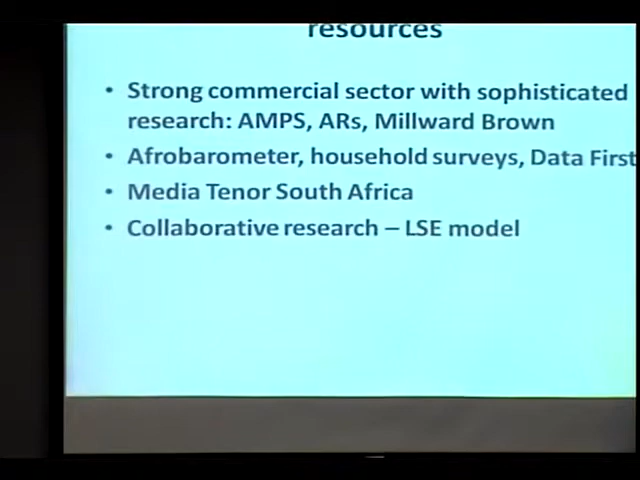 resources
• Strong commercial sector with sophisticated
research: AMPS, ARs, Millward Brown
• Afrobarometer, household surveys, Data First
• Media Tenor South Africa
• Collaborative research – LSE model